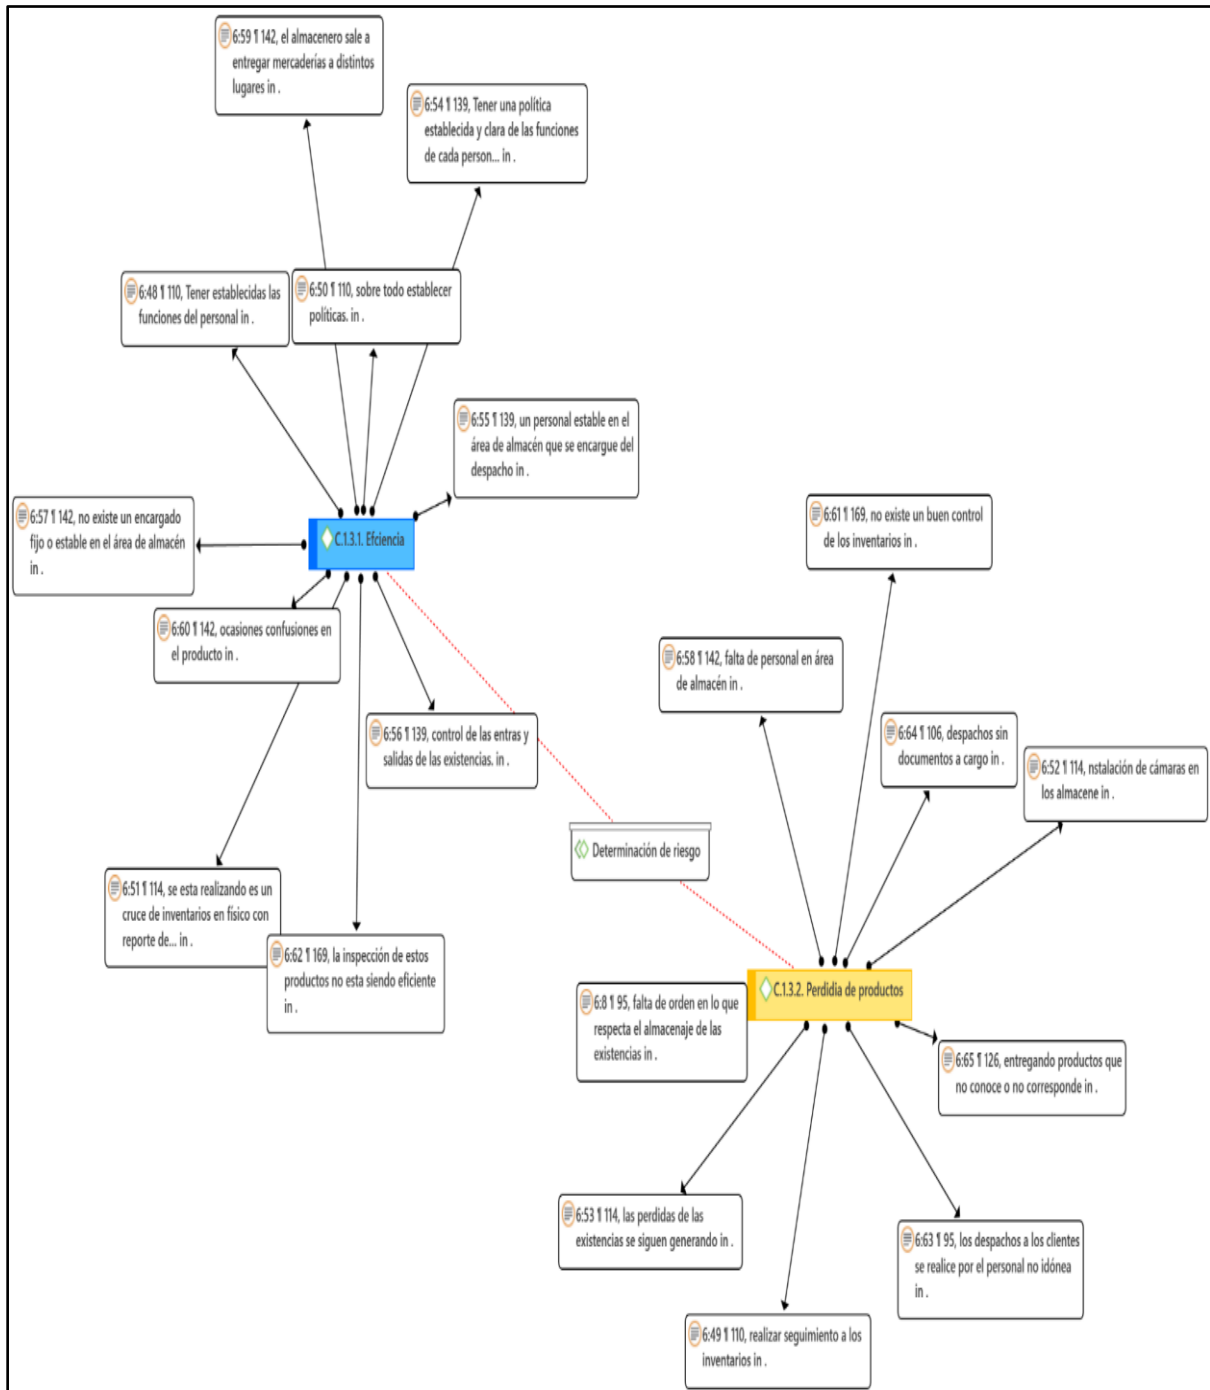 6:59 ¶ 142, el almacenero sale a
entregar mercaderías a distintos
lugares in .
6:54 ¶ 139, Tener una política
establecida y clara de las funciones
de cada person... in .
6:48 ¶ 110, Tener establecidas las
funciones del personal in .
6:50 ¶ 110, sobre todo establecer
políticas. in .
6:55 ¶ 139, un personal estable en el
área de almacén que se encargue del
despacho in .
6:57 ¶ 142, no existe un encargado
fijo o estable en el área de almacén
in .
C.1.3.1. Efciencia
6:61 ¶ 169, no existe un buen control
de los inventarios in .
6:60 ¶ 142, ocasiones confusiones en
el producto in .
6:58 ¶ 142, falta de personal en área
de almacén in .
6:56 ¶ 139, control de las entras y
salidas de las existencias. in .
6:64 ¶ 106, despachos sin
documentos a cargo in .
6:52 ¶ 114, nstalación de cámaras en
los almacene in .
Determinación de riesgo
6:51 ¶ 114, se esta realizando es un
cruce de inventarios en físico con
reporte de... in .
6:62 ¶ 169, la inspección de estos
productos no esta siendo eficiente
in .
C.1.3.2. Perdidia de productos
6:8 ¶ 95, falta de orden en lo que
respecta el almacenaje de las
existencias in .
6:65 ¶ 126, entregando productos que
no conoce o no corresponde in .
6:53 ¶ 114, las perdidas de las
existencias se siguen generando in .
6:63 ¶ 95, los despachos a los clientes
se realice por el personal no idónea
in .
6:49 ¶ 110, realizar seguimiento a los
inventarios in .